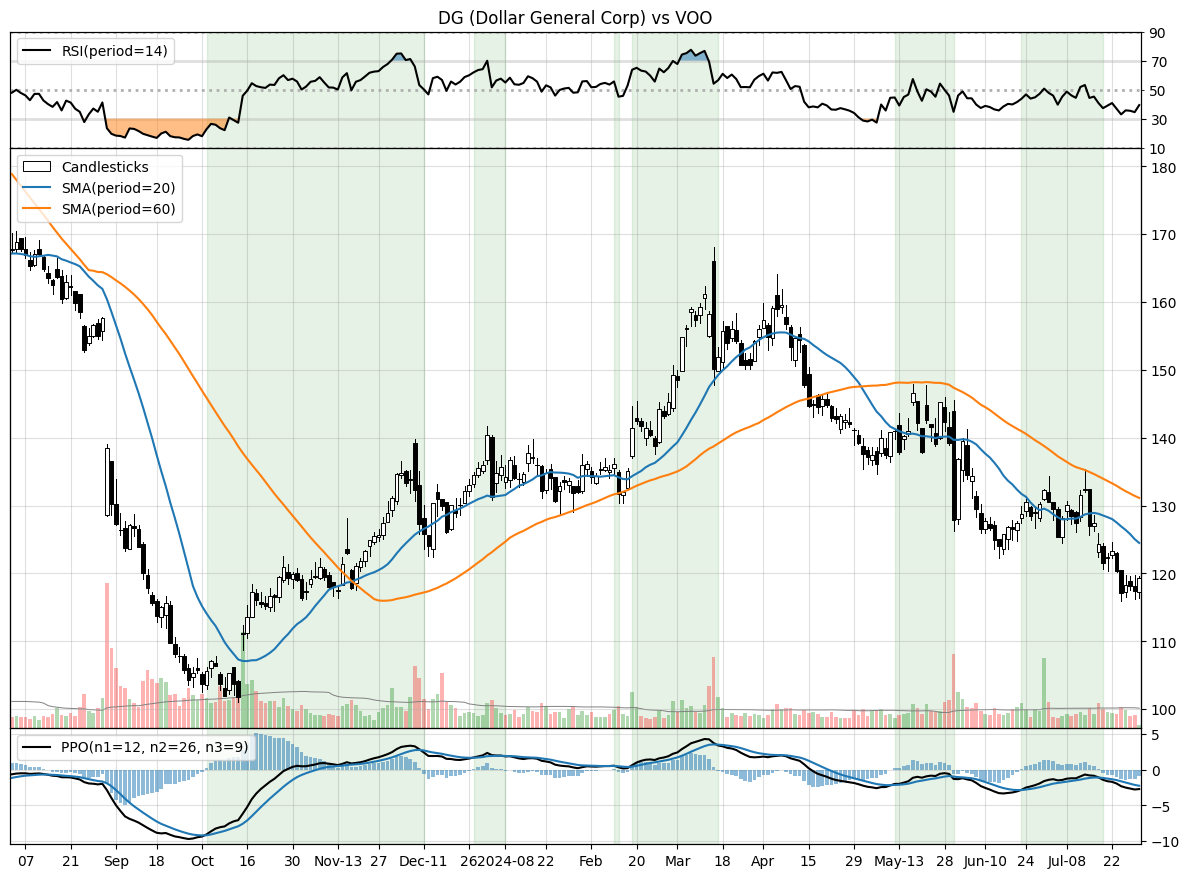 DG (Dollar General Corp) vs VOO
RSI(period=14)
90
70
50
30
10
Candlesticks
SMA(period=20)
SMA(period=60)
180
170
160
150
140
130
120
110
100
PPO(n1=12, n2=26, n3=9)
5
0
−5
−10
07 21 Sep 18 Oct 16 30 Nov-13 27 Dec-11 26 2024-08 22 Feb 20 Mar 18 Apr 15 29 May-13 28 Jun-10 24 Jul-08 22